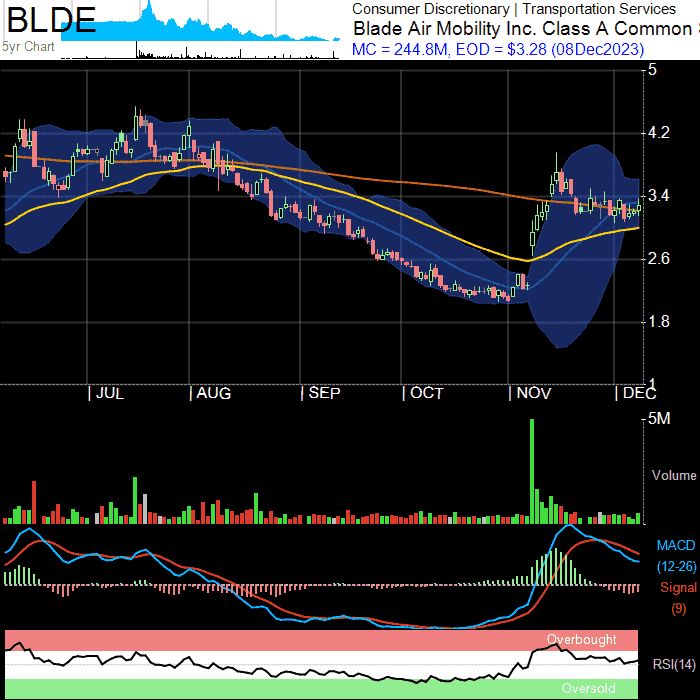 BLDE
5yr Chart
Consumer Discretionary | Transportation Services
Blade Air Mobility Inc. Class A Common
MC = 244.8M, EOD = $3.28 (08Dec2023)
5
4.2
3.4
2.6
1.8
1
| JUL | AUG | SEP | OCT | NOV | DEC
5M
Volume
MACD
(12-26)
Signal
(9)
Overbought
RSI(14)
Oversold